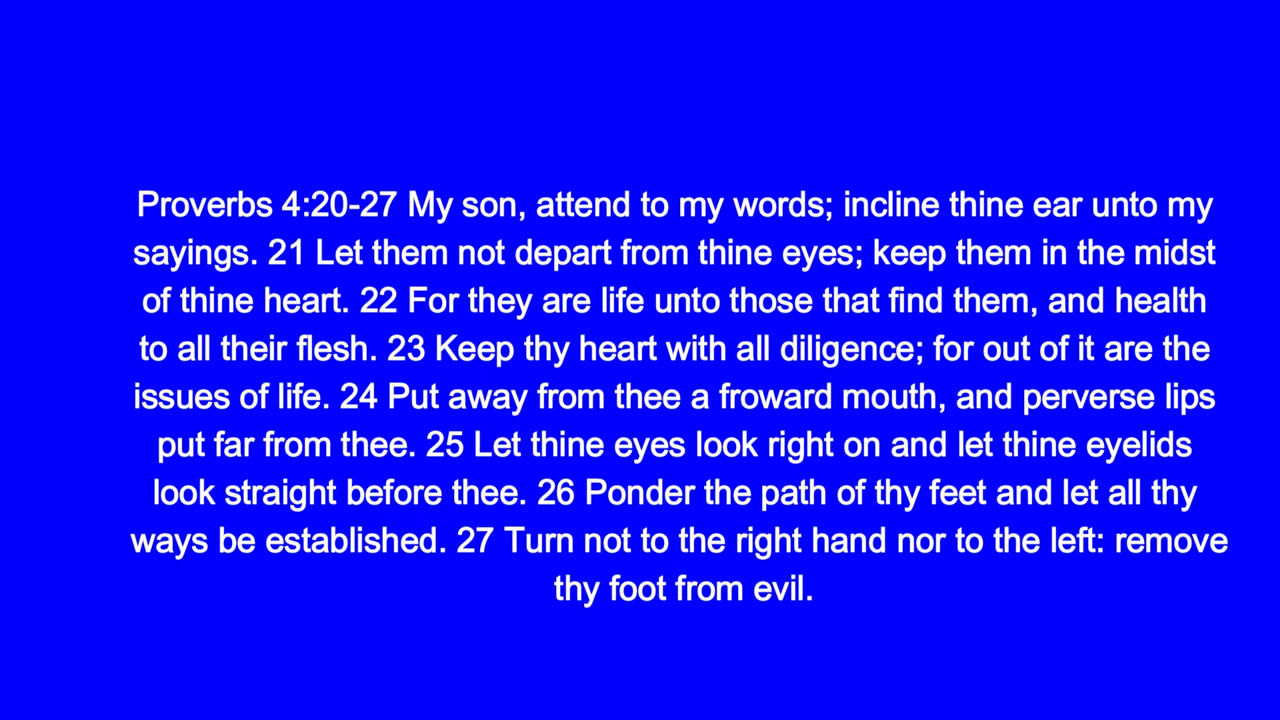 Proverbs 4:20-27 My son, attend to my words; incline thine ear unto my
sayings. 21 Let them not depart from thine eyes; keep them in the midst
of thine heart. 22 For they are life unto those that find them, and health
to all their flesh. 23 Keep thy heart with all diligence; for out of it are the
issues of life. 24 Put away from thee a froward mouth, and perverse lips
put far from thee. 25 Let thine eyes look right on and let thine eyelids
look straight before thee. 26 Ponder the path of thy feet and let all thy
ways be established. 27 Turn not to the right hand nor to the left: remove
thy foot from evil.